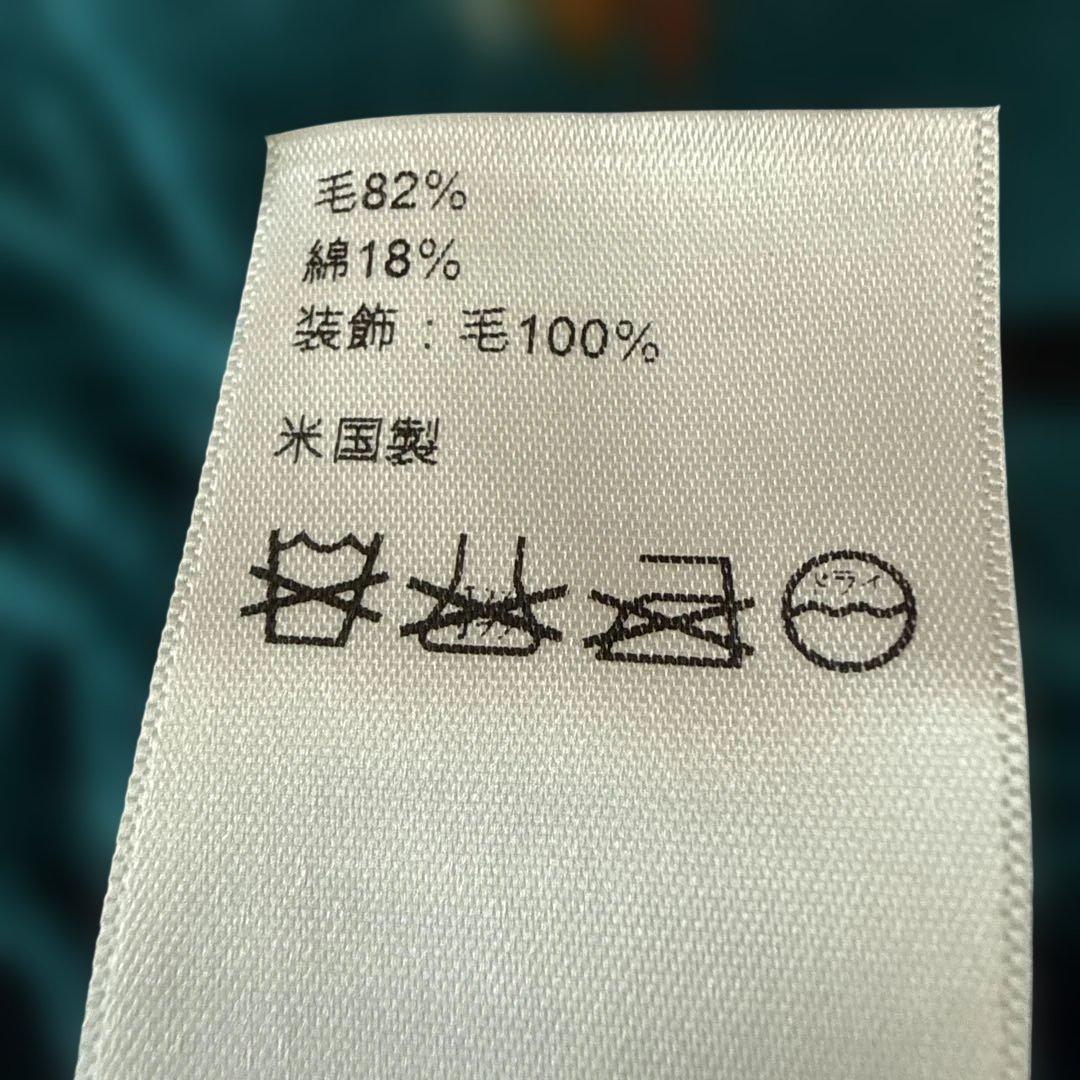 毛82%
綿18%
装飾：毛100%
米国製
ドライ